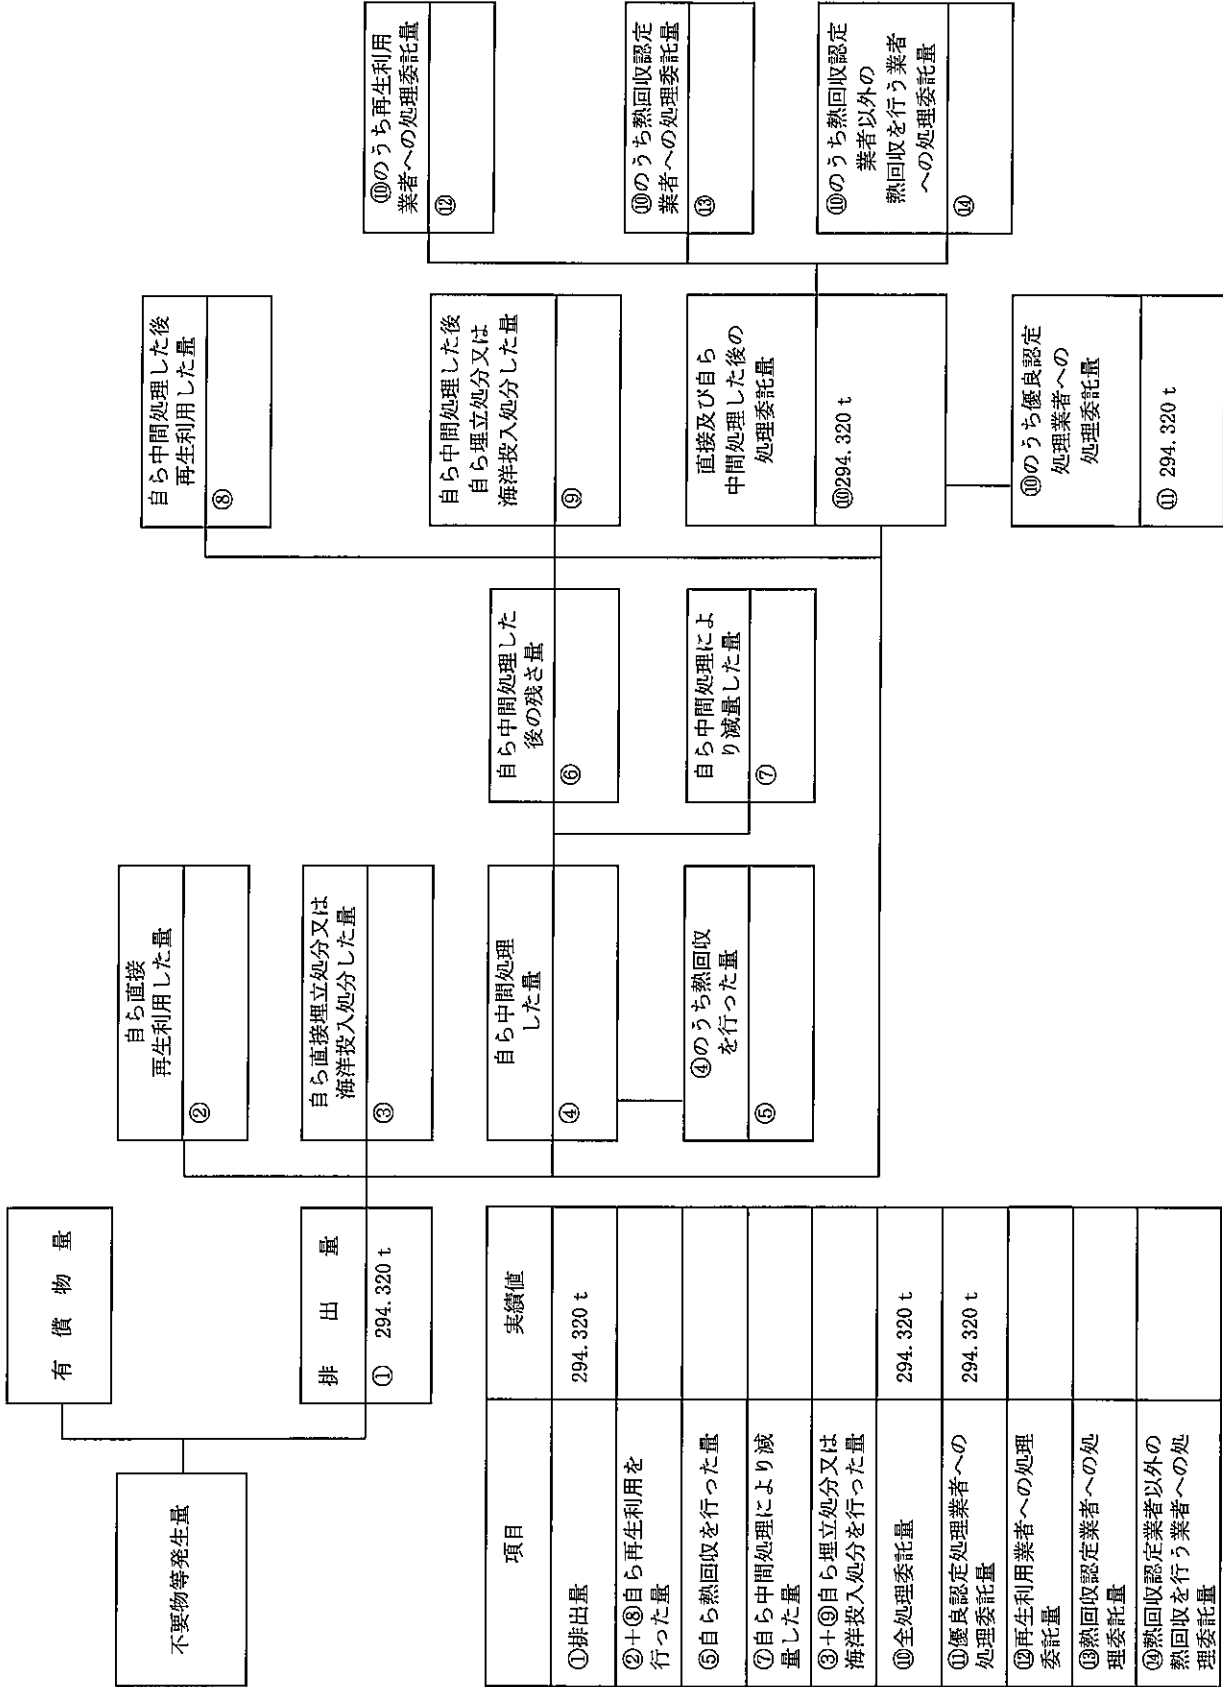 不要物等発生量
有償物量
排出量
① 294.320 t
自ら直接
再生利用した量
②
自ら直接埋立処分又は
海洋投入処分した量
③
自ら中間処理
した量
④
④のうち熱回収
を行った量
⑤
自ら中間処理した
後の残さ量
⑥
自ら中間処理によ
り減量した量
⑦
自ら中間処理した後
再生利用した量
⑧
自ら中間処理した後
自ら埋立処分又は
海洋投入処分した量
⑨
直接及び自ら
中間処理した後の
処理委託量
⑩294.320 t
⑩のうち優良認定
処理業者への
処理委託量
⑪ 294.320 t
⑩のうち再生利用
業者への処理委託量
⑫
⑩のうち熱回収認定
業者への処理委託量
⑬
⑩のうち熱回収認定
業者以外の
熱回収を行う業者
への処理委託量
⑭
項目 実績値
①排出量 294.320 t
②+⑧自ら再生利用を
行った量
⑤自ら熱回収を行った量
⑦自ら中間処理により減
量した量
③+⑨自ら埋立処分又は
海洋投入処分を行った量
⑩全処理委託量 294.320 t
⑪優良認定処理業者への
処理委託量 294.320 t
⑫再生利用業者への処理
委託量
⑬熱回収認定業者への処
理委託量
⑭熱回収認定業者以外の
熱回収を行う業者への処
理委託量